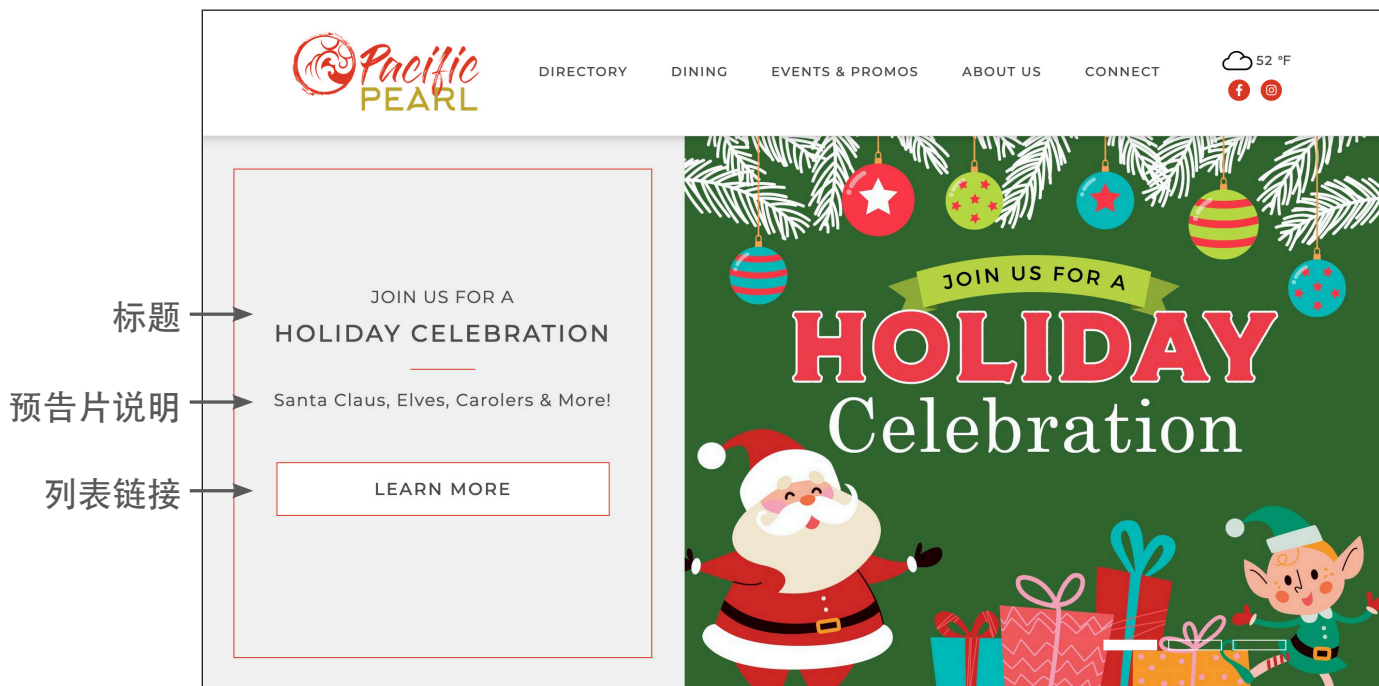 Pacific
PEARL
DIRECTORY
DINING
EVENTS & PROMOS
ABOUT US
CONNECT
52 °F
标题
JOIN US FOR A
HOLIDAY CELEBRATION
预告片说明
Santa Claus, Elves, Carolers & More!
列表链接
LEARN MORE
JOIN US FOR A
HOLIDAY
Celebration